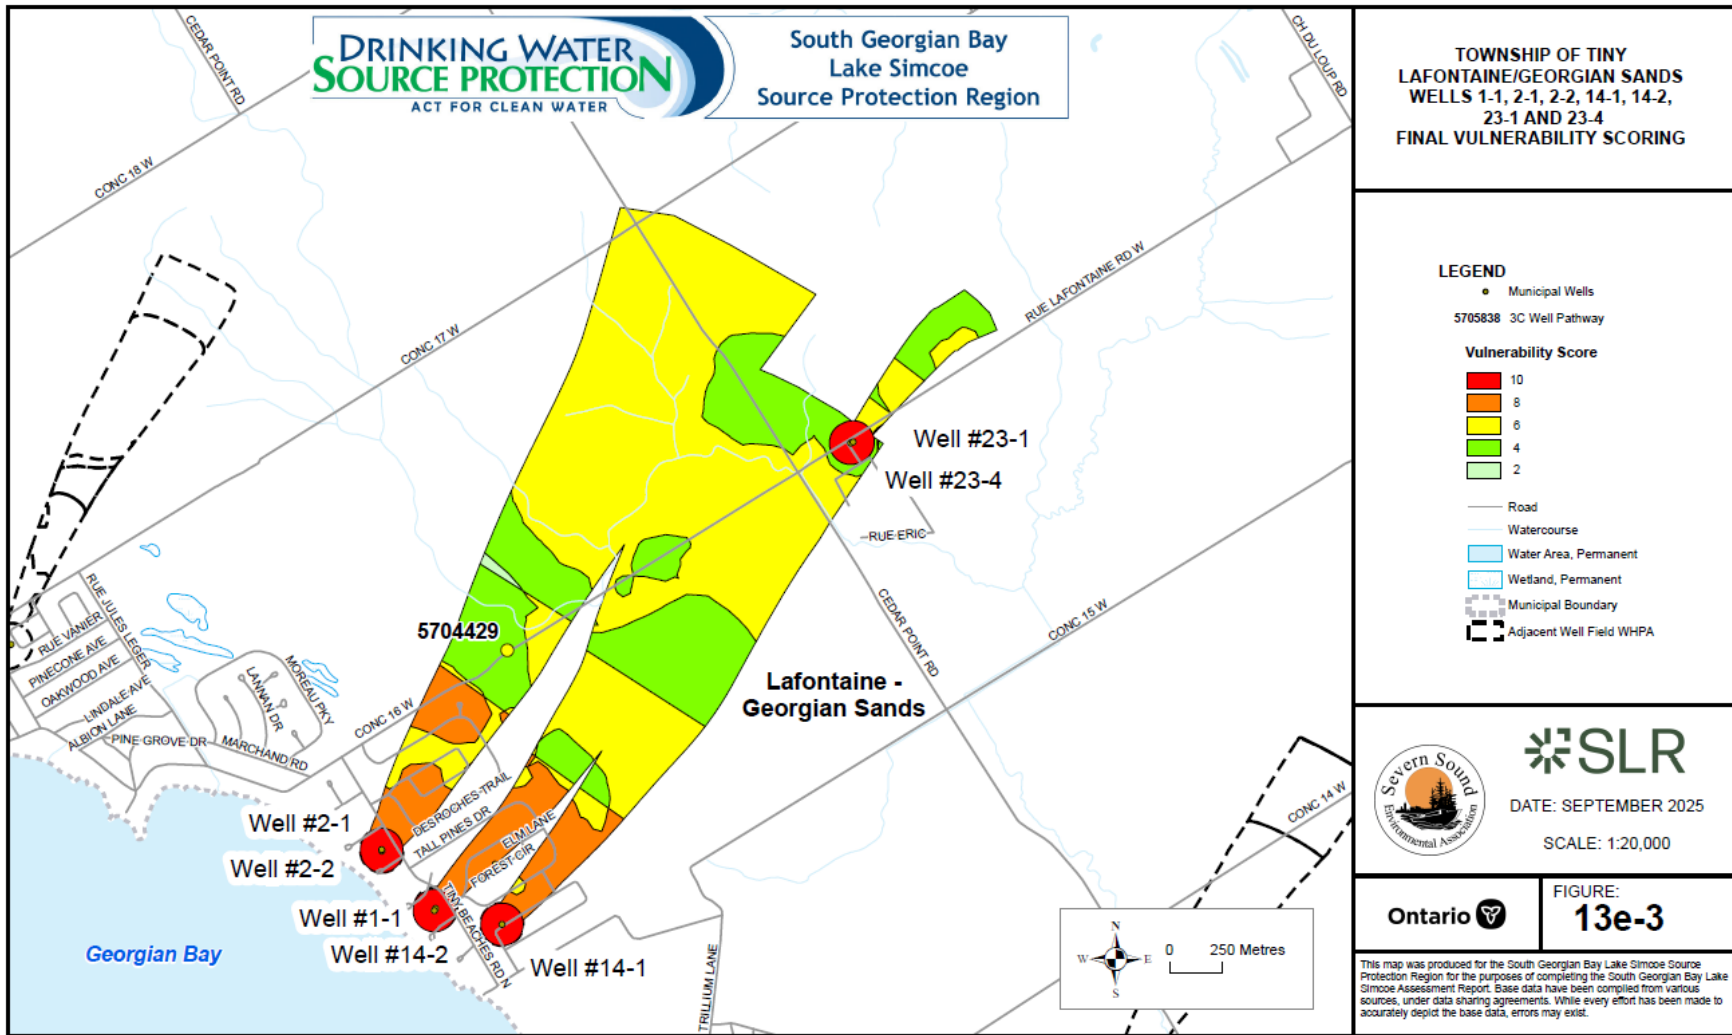 DRINKING WATER
SOURCE PROTECTION
ACT FOR CLEAN WATER
South Georgian Bay
Lake Simcoe
Source Protection Region
TOWNSHIP OF TINY
LAFONTAINE/GEORGIAN SANDS
WELLS 1-1, 2-1, 2-2, 14-1, 14-2,
23-1 AND 23-4
FINAL VULNERABILITY SCORING
CEDAR POINT RD
CH DU LOUP RD
CONC 18 W
CONC 17 W
RUE LAFONTAINE RD W
Well #23-1
Well #23-4
RUE ERIC
CEDAR POINT RD
CONC 15 W
5704429
RUE JULES LEGER
RUE VANIER
PINECONE AVE
OAKWOOD AVE
LINDALE AVE
ALBION LANE
PINE GROVE DR
MARCHAND RD
LANNAN DR
MOREAU PKY
CONC 16 W
Lafontaine -
Georgian Sands
DESROCHES TRAIL
TALL PINES DR
ELM LANE
FOREST CIR
TINY BEACHES RD N
Well #2-1
Well #2-2
Well #1-1
Well #14-2
Well #14-1
TRILLIUM LANE
CONC 14 W
Georgian Bay
N
W
E
S
0
250 Metres
LEGEND
Municipal Wells
5705838 3C Well Pathway
Vulnerability Score
10
8
6
4
2
Road
Watercourse
Water Area, Permanent
Wetland, Permanent
Municipal Boundary
Adjacent Well Field WHPA
Severn Sound
Environmental Association
SLR
DATE: SEPTEMBER 2025
SCALE: 1:20,000
Ontario
FIGURE:
13e-3
This map was produced for the South Georgian Bay Lake Simcoe Source
Protection Region for the purposes of completing the South Georgian Bay Lake
Simcoe Assessment Report. Base data have been compiled from various
sources, under data sharing agreements. While every effort has been made to
accurately depict the base data, errors may exist.